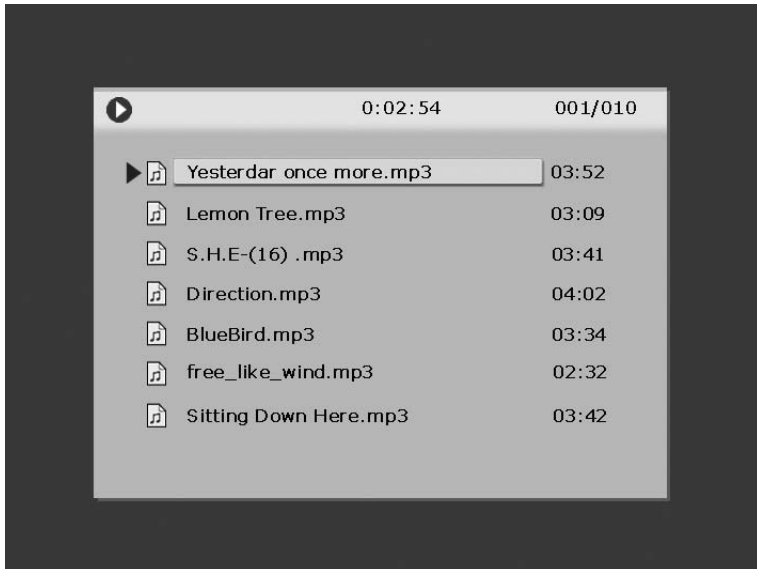 0:02:54 001/010
Yesterdar once more.mp3 03:52
Lemon Tree.mp3 03:09
S.H.E-(16) .mp3 03:41
Direction.mp3 04:02
BlueBird.mp3 03:34
free_like_wind.mp3 02:32
Sitting Down Here.mp3 03:42